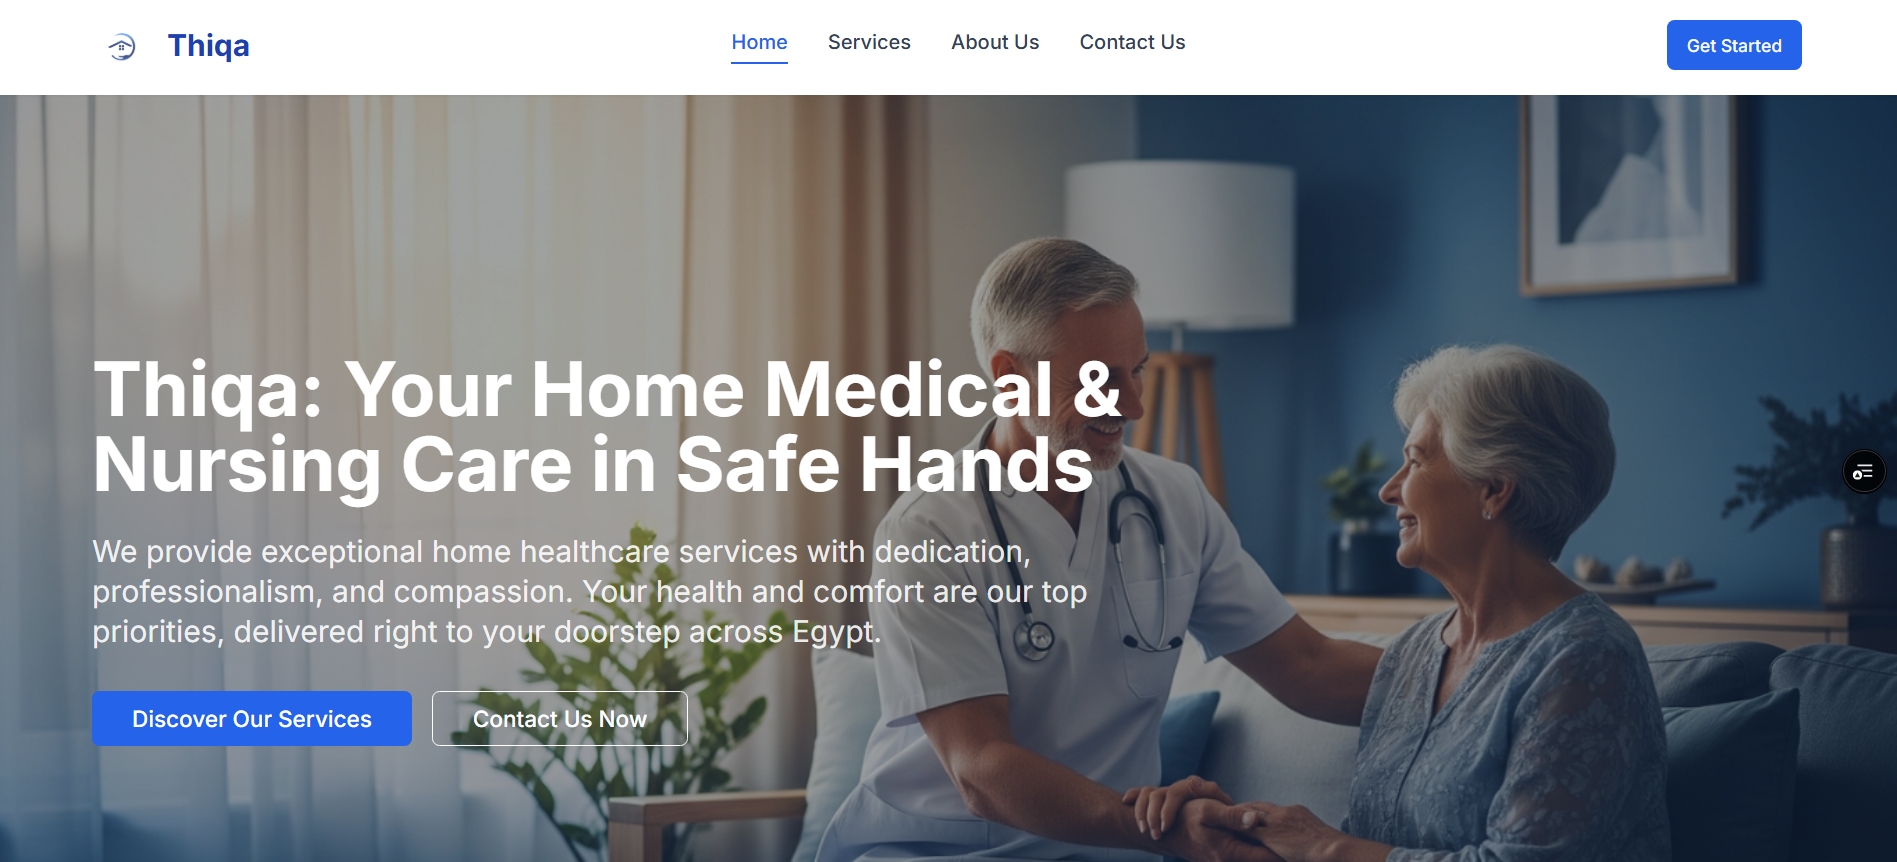 Thiqa
Home
Services
About Us
Contact Us
Get Started
Thiqa: Your Home Medical &
Nursing Care in Safe Hands
We provide exceptional home healthcare services with dedication,
professionalism, and compassion. Your health and comfort are our top
priorities, delivered right to your doorstep across Egypt.
Discover Our Services
Contact Us Now